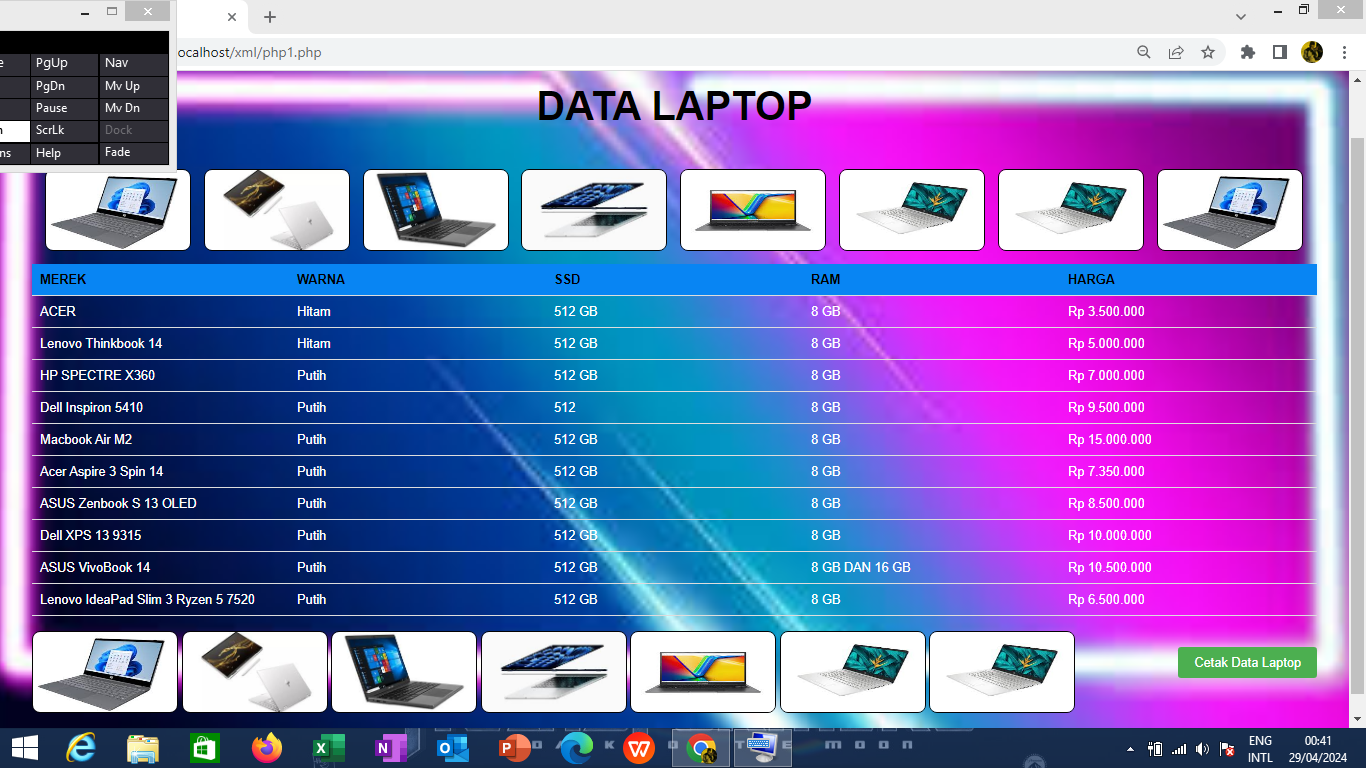 localhost/xml/php1.php
PgUp Nav
PgDn Mv Up
Pause Mv Dn
ScrLk Dock
Help Fade
DATA LAPTOP
MEREK WARNA SSD RAM HARGA
ACER Hitam 512 GB 8 GB Rp 3.500.000
Lenovo Thinkbook 14 Hitam 512 GB 8 GB Rp 5.000.000
HP SPECTRE X360 Putih 512 GB 8 GB Rp 7.000.000
Dell Inspiron 5410 Putih 512 8 GB Rp 9.500.000
Macbook Air M2 Putih 512 GB 8 GB Rp 15.000.000
Acer Aspire 3 Spin 14 Putih 512 GB 8 GB Rp 7.350.000
ASUS Zenbook S 13 OLED Putih 512 GB 8 GB Rp 8.500.000
Dell XPS 13 9315 Putih 512 GB 8 GB Rp 10.000.000
ASUS VivoBook 14 Putih 512 GB 8 GB DAN 16 GB Rp 10.500.000
Lenovo IdeaPad Slim 3 Ryzen 5 7520 Putih 512 GB 8 GB Rp 6.500.000
Cetak Data Laptop
ENG 00:41
INTL 29/04/2024